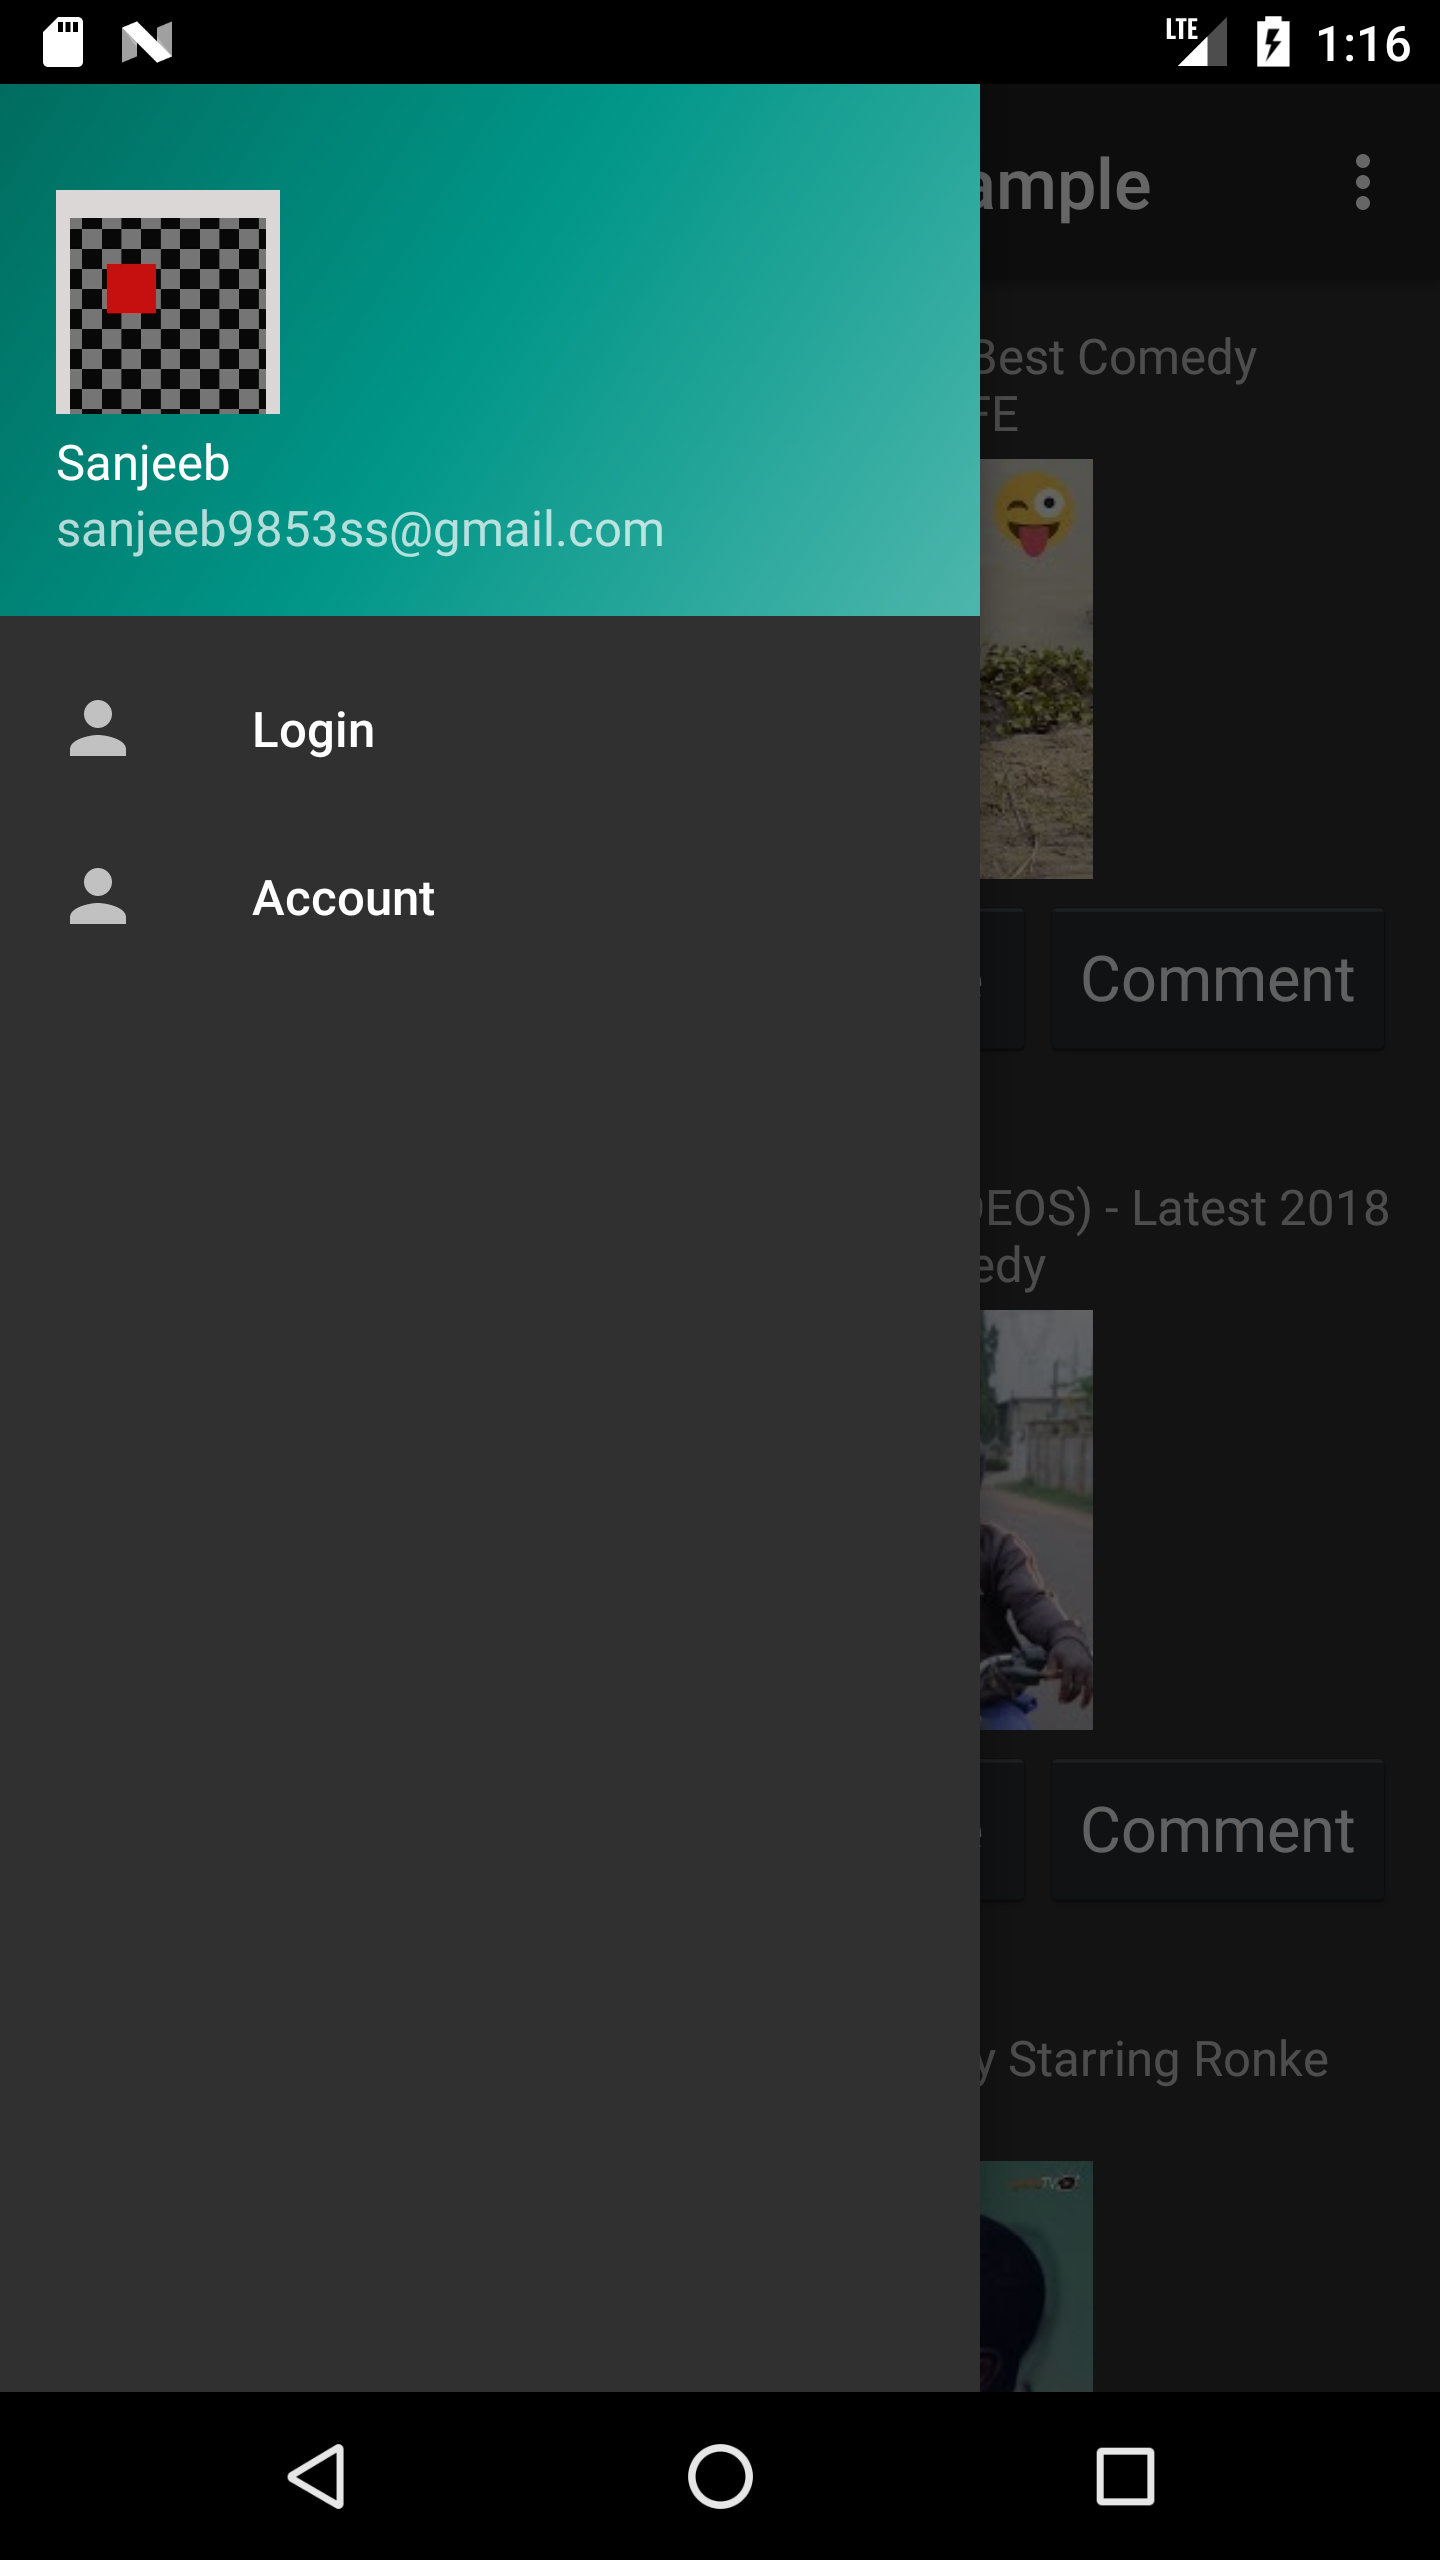 LTE 1:16
ample
Best Comedy
FE
Sanjeeb
sanjeeb9853ss@gmail.com
Login
Account
Comment
DEOS) - Latest 2018
edy
Comment
y Starring Ronke